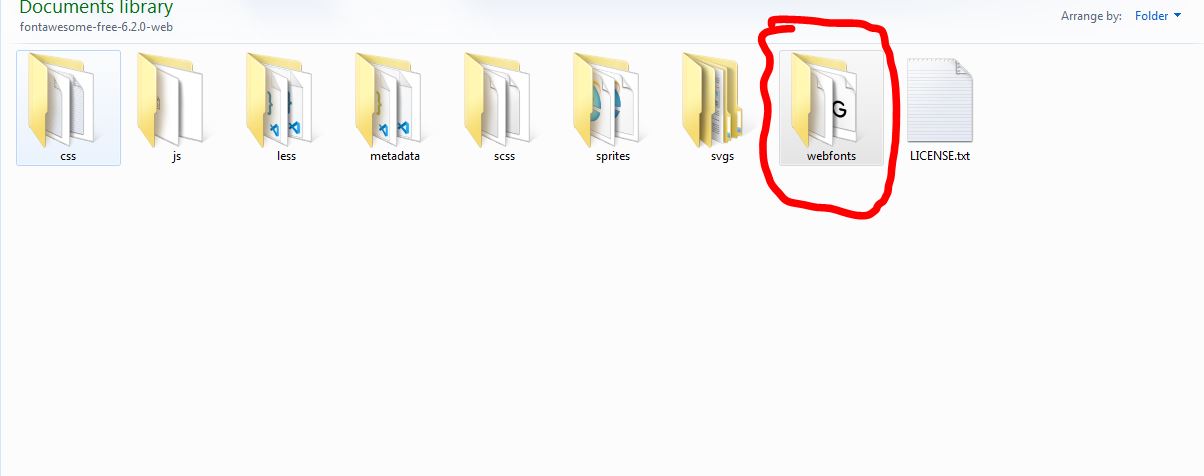 Documents library
fontawesome-free-6.2.0-web
Arrange by: Folder
css
js
less
metadata
scss
sprites
svgs
webfonts
LICENSE.txt
G